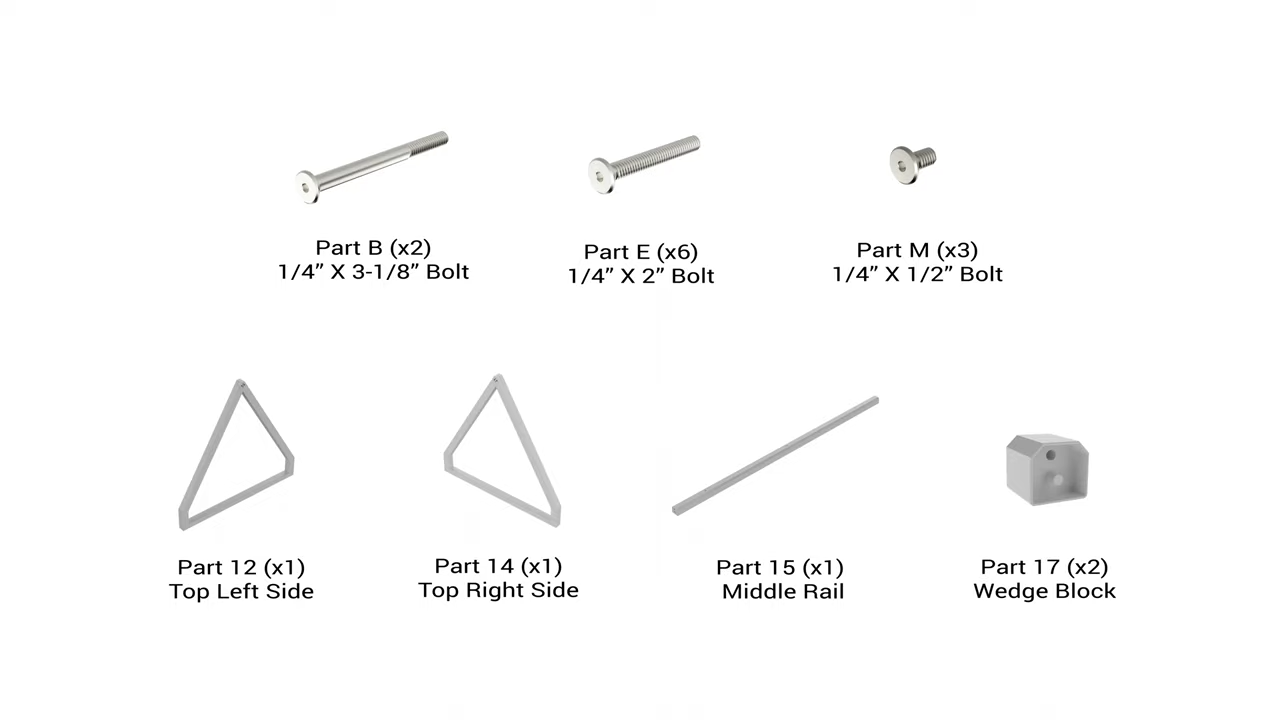 Part B (x2)
1/4” X 3-1/8” Bolt
Part E (x6)
1/4” X 2” Bolt
Part M (x3)
1/4” X 1/2” Bolt
Part 12 (x1)
Top Left Side
Part 14 (x1)
Top Right Side
Part 15 (x1)
Middle Rail
Part 17 (x2)
Wedge Block